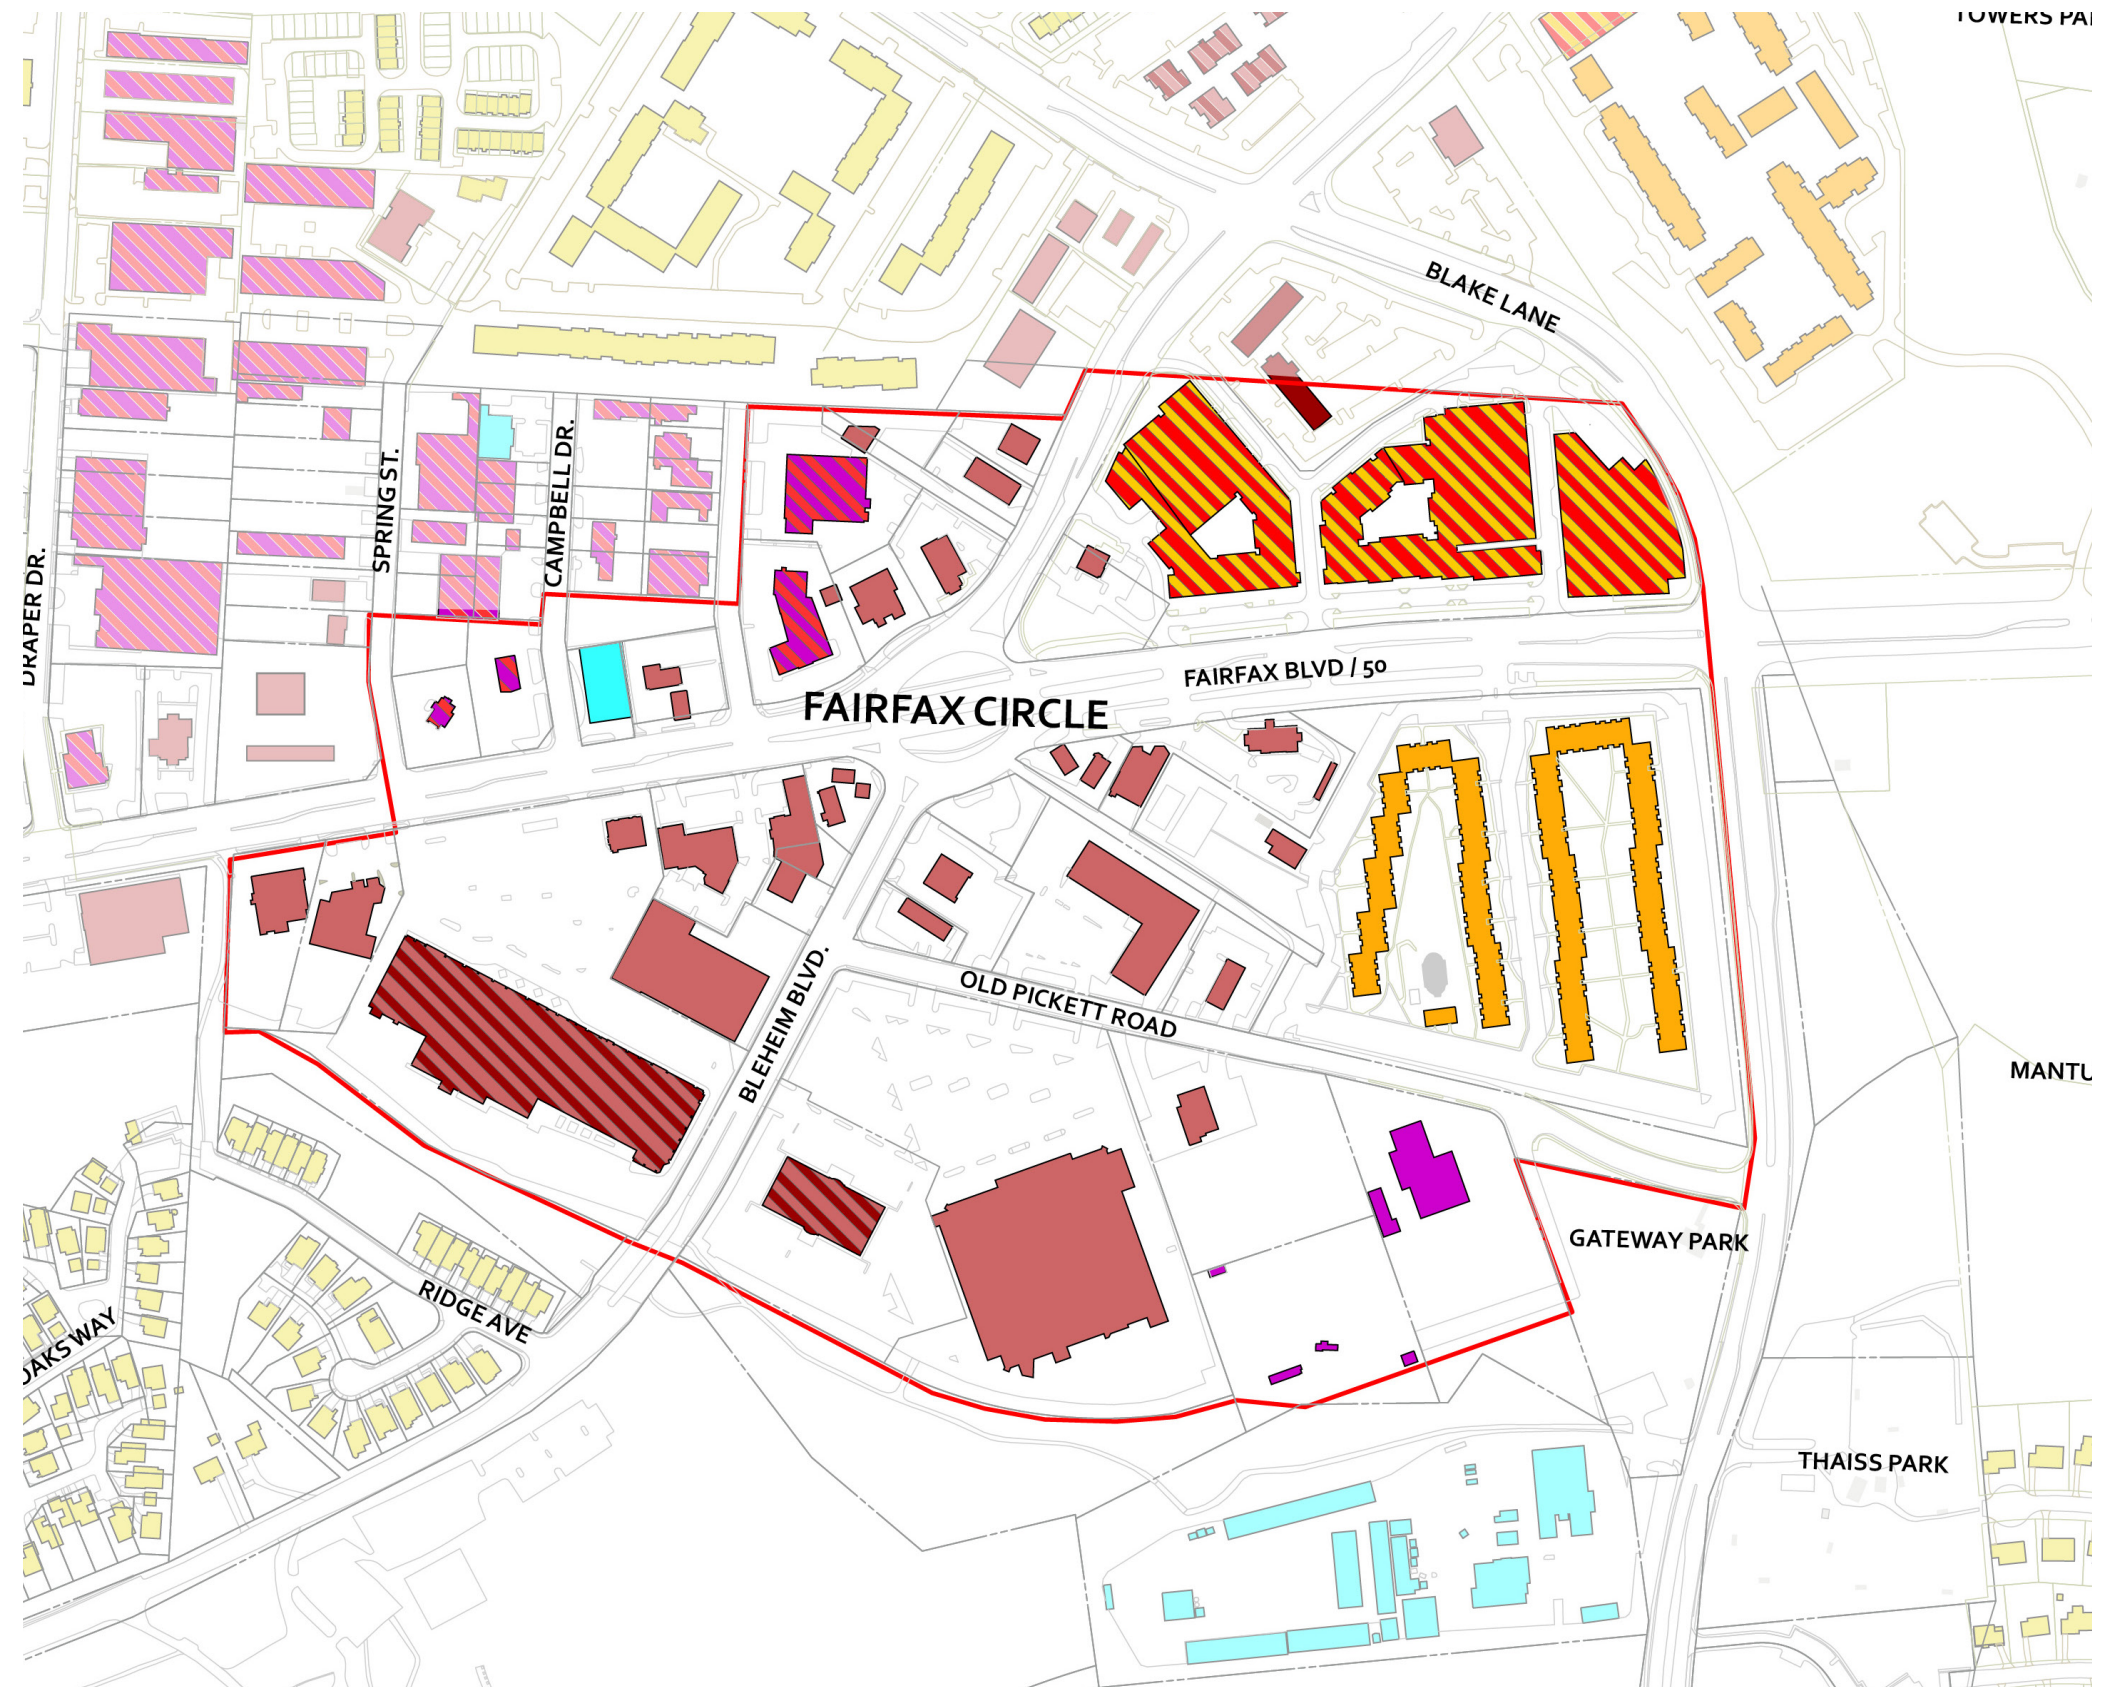 TOWERS PA
BLAKE LANE
SPRING ST.
CAMPBELL DR.
DRAPER DR.
FAIRFAX BLVD / 50
FAIRFAX CIRCLE
BLEHEIM BLVD.
OLD PICKETT ROAD
MANTU
GATEWAY PARK
RIDGE AVE
OAKS WAY
THAISS PARK